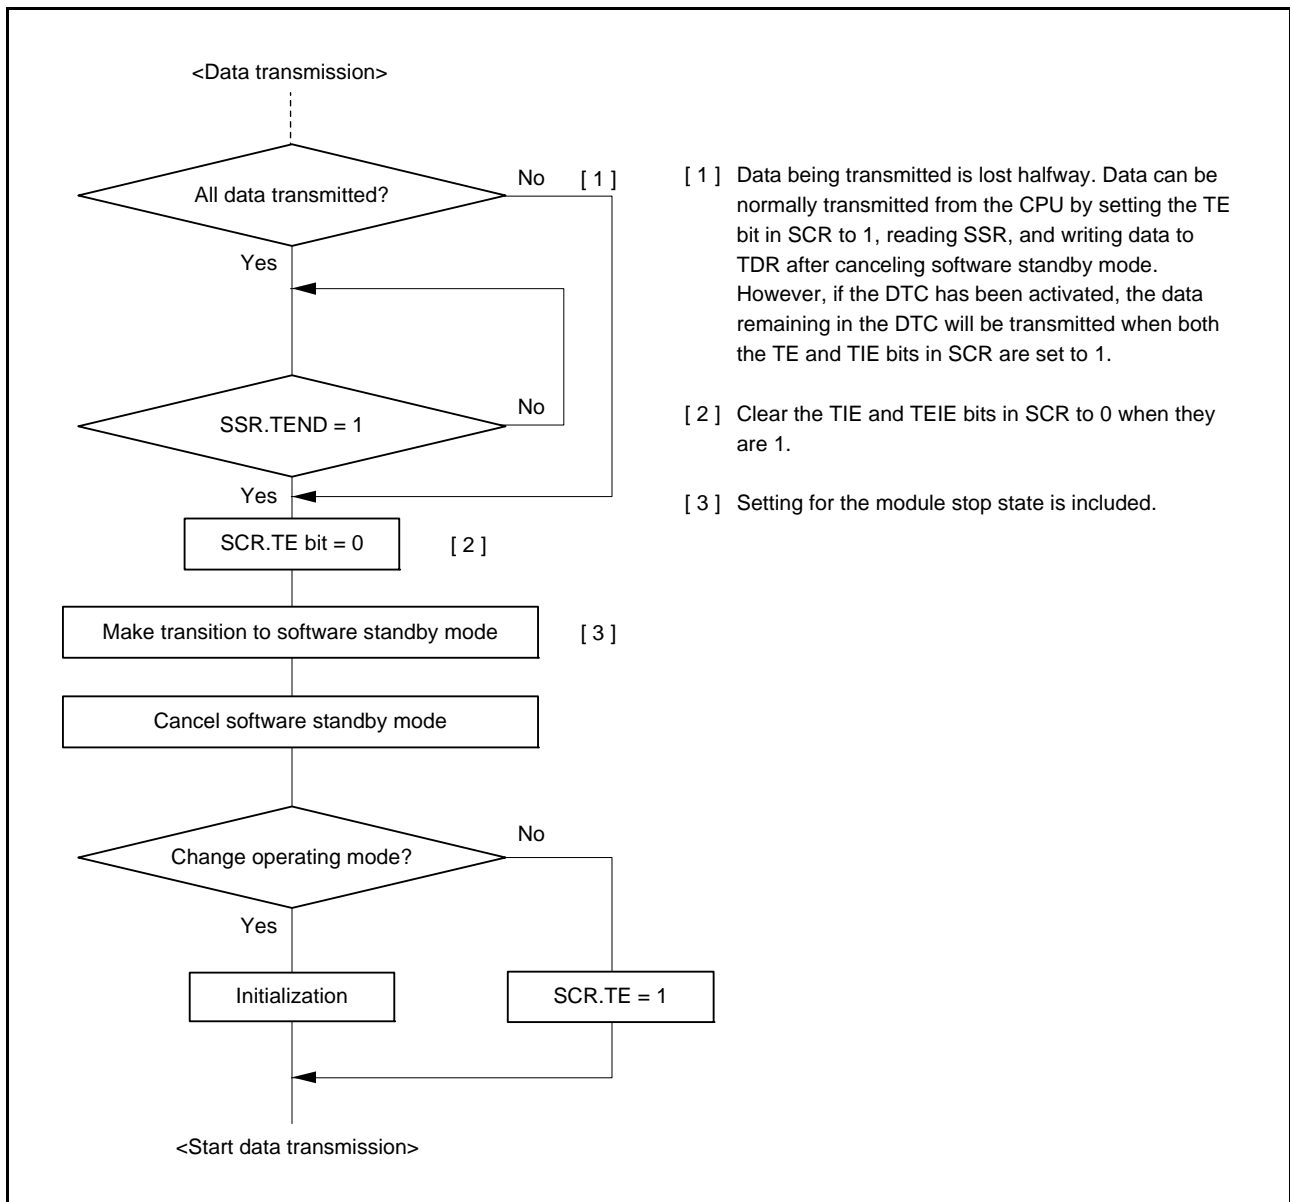 <Data transmission>
All data transmitted?
No [ 1 ]
Yes
SSR.TEND = 1
No
Yes
SCR.TE bit = 0 [ 2 ]
Make transition to software standby mode [ 3 ]
Cancel software standby mode
Change operating mode?
No
Yes
Initialization
SCR.TE = 1
<Start data transmission>
[ 1 ] Data being transmitted is lost halfway. Data can be
normally transmitted from the CPU by setting the TE
bit in SCR to 1, reading SSR, and writing data to
TDR after canceling software standby mode.
However, if the DTC has been activated, the data
remaining in the DTC will be transmitted when both
the TE and TIE bits in SCR are set to 1.
[ 2 ] Clear the TIE and TEIE bits in SCR to 0 when they
are 1.
[ 3 ] Setting for the module stop state is included.